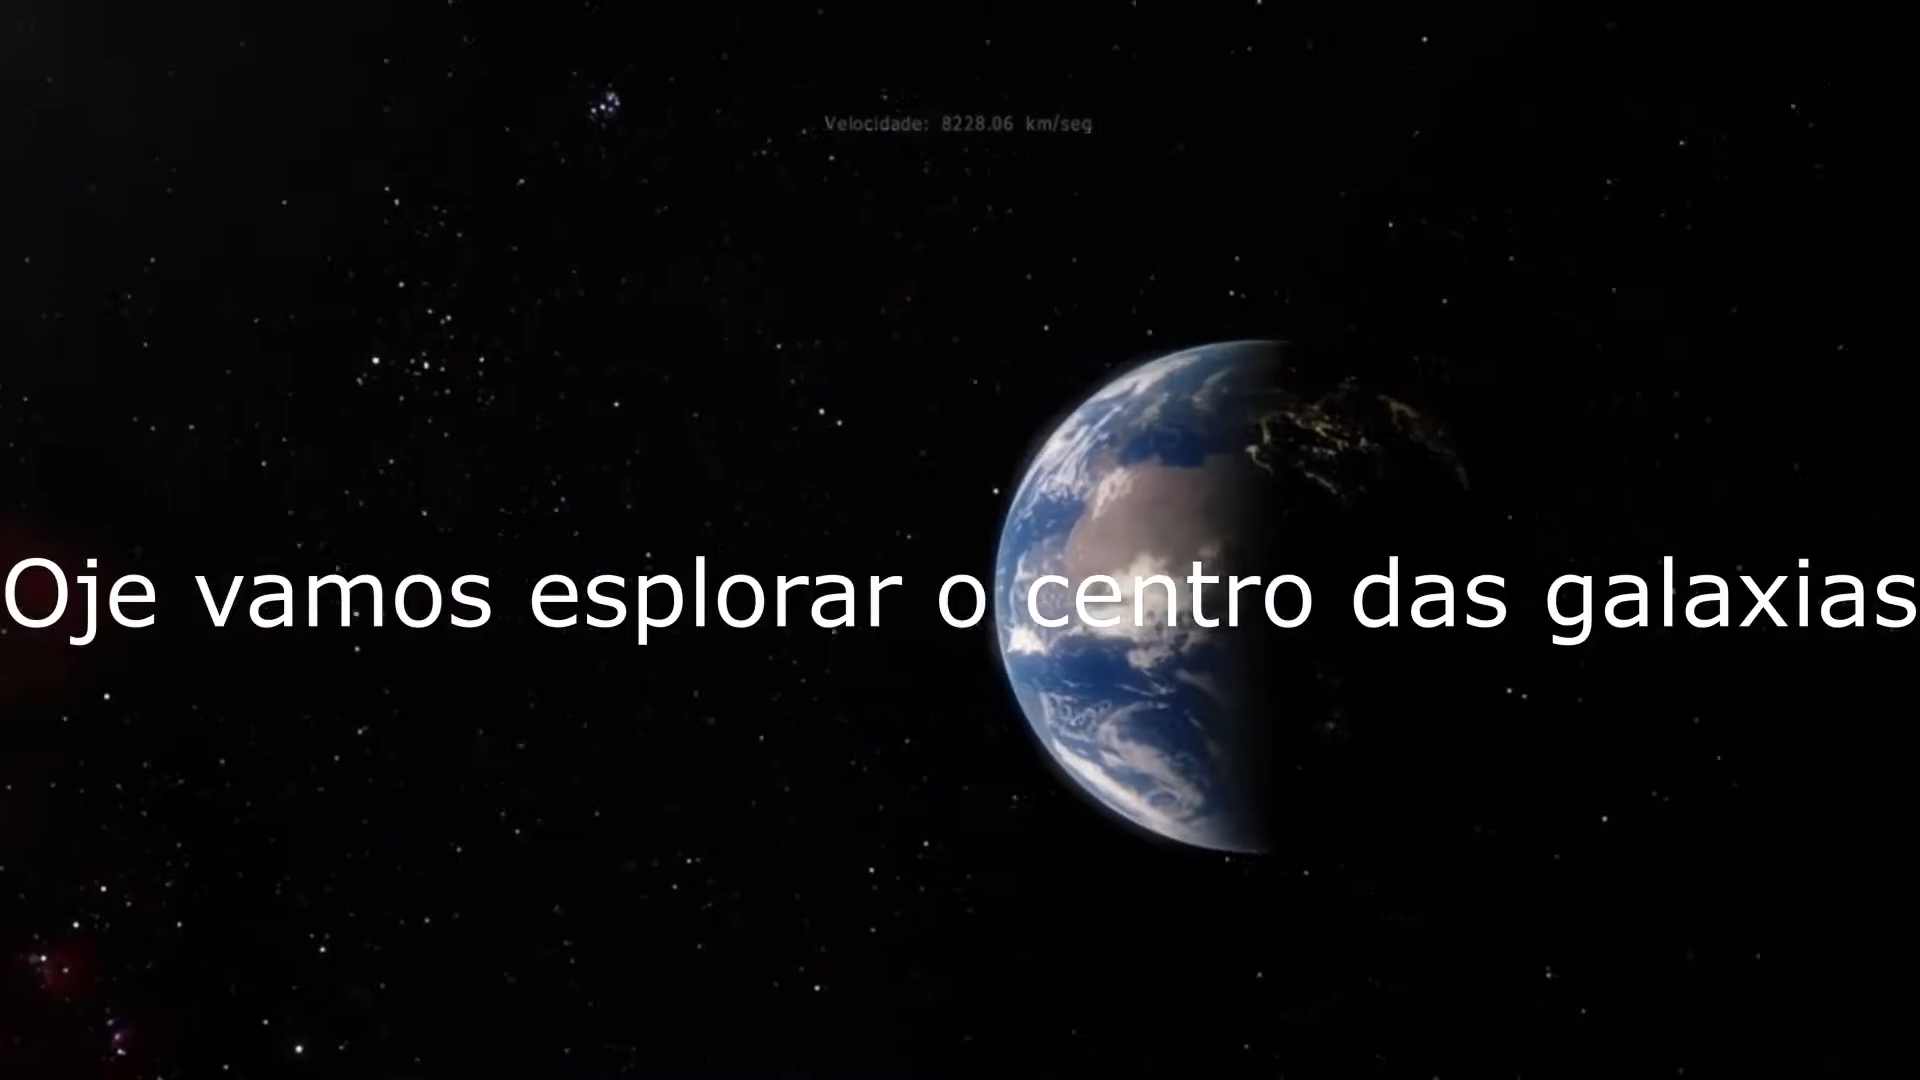 Velocidade: 8228.06 km/seg
Oje vamos esplorar o centro das galaxias